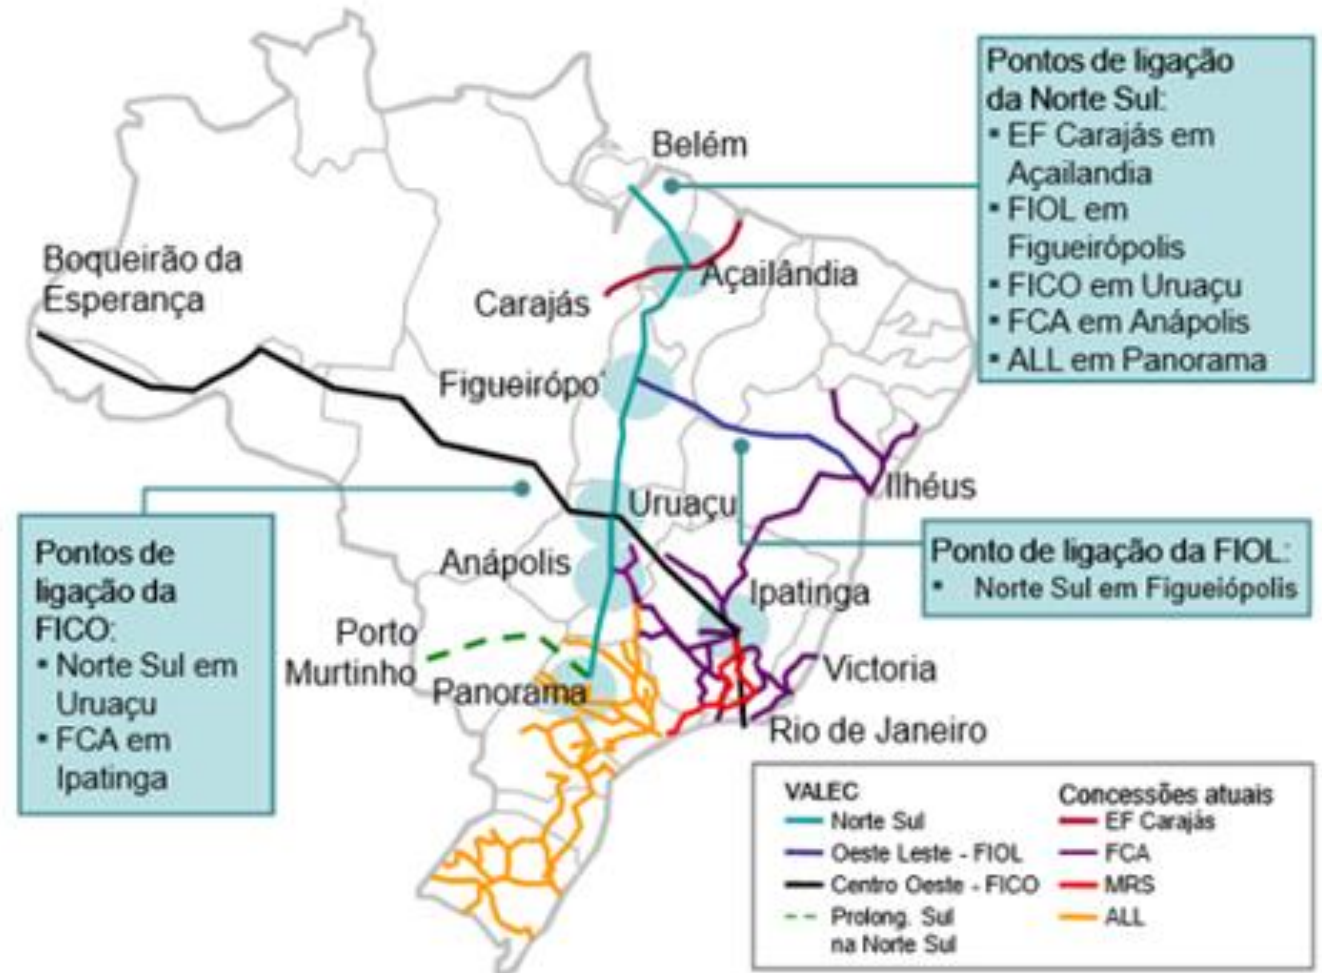 Pontos de ligação
da Norte Sul:
▪ EF Carajás em
Açailandia
▪ FIOL em
Figueirópolis
▪ FICO em Uruaçu
▪ FCA em Anápolis
▪ ALL em Panorama
Belém
Boqueirão da
Esperança
Açailândia
Carajás
Figueirópo
Uruaçu
Ilhéus
Anápolis
Ipatinga
Porto
Murtinho
Panorama
Victoria
Rio de Janeiro
Pontos de
ligação da
FICO:
▪ Norte Sul em
Uruaçu
▪ FCA em
Ipatinga
Ponto de ligação da FIOL:
▪ Norte Sul em Figueiópolis
VALEC
Norte Sul
Oeste Leste - FIOL
Centro Oeste - FICO
Prolong. Sul
na Norte Sul
Concessões atuais
EF Carajás
FCA
MRS
ALL